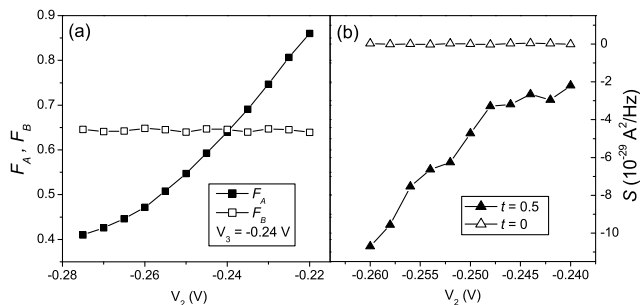 (a)
0.9
0.8
0.7
0.6
0.5
0.4
F_A , F_B
F_A
F_B
V_3 = -0.24 V
-0.28 -0.26 -0.24 -0.22
V_2 (V)
(b)
0
-2
-4
-6
-8
-10
S (10^-29 A^2/Hz)
t = 0.5
t = 0
-0.260 -0.255 -0.250 -0.245 -0.240
V_2 (V)